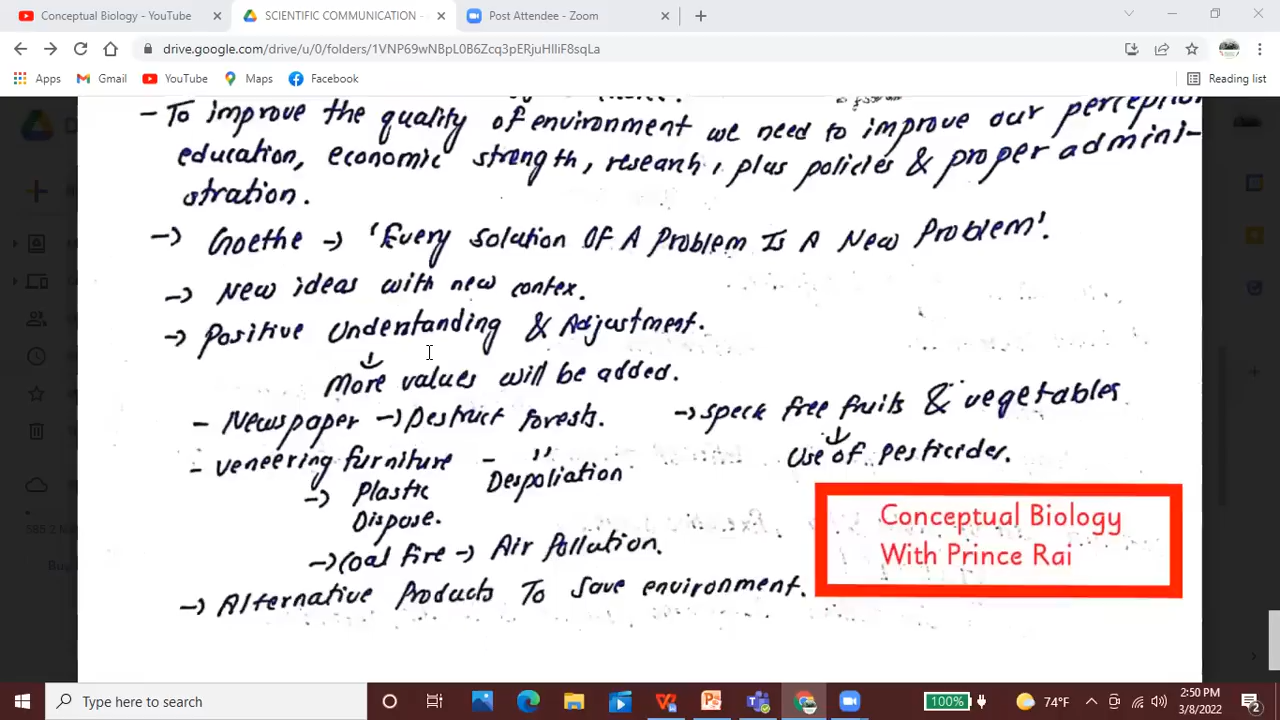 Conceptual Biology - YouTube
SCIENTIFIC COMMUNICATION -
Post Attendee - Zoom
drive.google.com/drive/u/0/folders/1VNP69wNBpL0B6Zcq3pERjuHlliF8sqLa
Apps Gmail YouTube Maps Facebook Reading list
- To improve the quality of environment we need to improve our perception
education, economic strength, research, plus policies & proper admini-
stration.
→ Goethe → 'Every Solution OF A Problem Is A New Problem'.
→ New ideas with new contex.
→ Positive Understanding & Adjustment.
↓
More values will be added.
- Newspaper → Destruct forests.
- veneering furniture - "
Despoliation
→ Plastic
Dispose.
→ Coal fire → Air Pollution.
→ Alternative Products To Save environment.
→ speck free fruits & vegetables
↓
Use of pesticider.
Conceptual Biology
With Prince Rai
Type here to search
100%
74°F
2:50 PM
3/8/2022
2